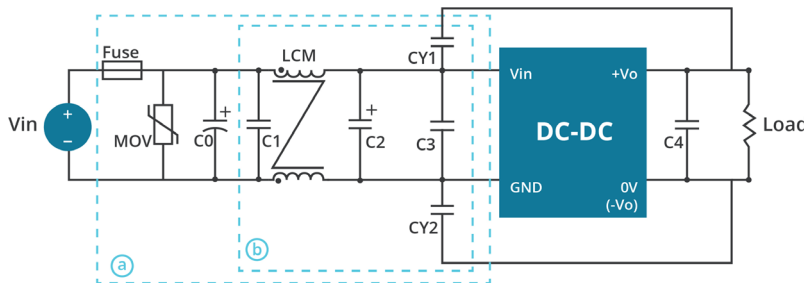 Fuse
LCM
CY1
Vin
+
−
MOV
+
C0
C1
+
C2
C3
Vin
+Vo
DC-DC
GND
0V
(-Vo)
C4
Load
CY2
a
b